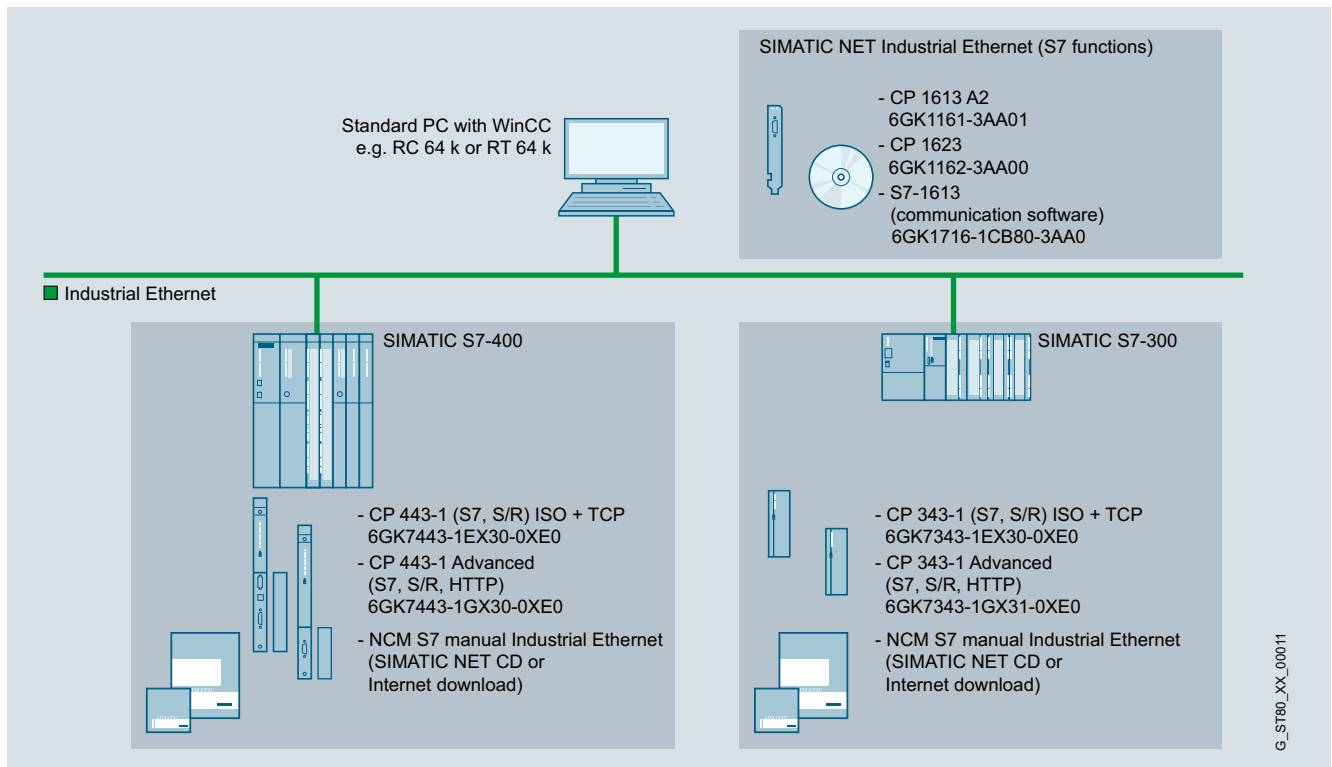 SIMATIC NET Industrial Ethernet (S7 functions)
- CP 1613 A2
6GK1161-3AA01
- CP 1623
6GK1162-3AA00
- S7-1613
(communication software)
6GK1716-1CB80-3AA0
Standard PC with WinCC
e.g. RC 64 k or RT 64 k
Industrial Ethernet
SIMATIC S7-400
- CP 443-1 (S7, S/R) ISO + TCP
6GK7443-1EX30-0XE0
- CP 443-1 Advanced
(S7, S/R, HTTP)
6GK7443-1GX30-0XE0
- NCM S7 manual Industrial Ethernet
(SIMATIC NET CD or
Internet download)
SIMATIC
SIMATIC
SIMATIC S7-300
- CP 343-1 (S7, S/R) ISO + TCP
6GK7343-1EX30-0XE0
- CP 343-1 Advanced
(S7, S/R, HTTP)
6GK7343-1GX31-0XE0
- NCM S7 manual Industrial Ethernet
(SIMATIC NET CD or
Internet download)
SIMATIC
SIMATIC
G_ST80_XX_00011